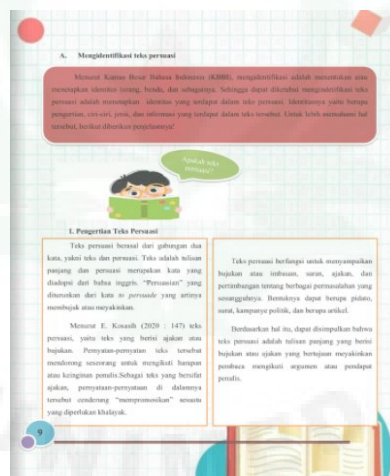 A. Mengidentifikasi teks persuasi
Menurut Kamus Besar Bahasa Indonesia (KBBI), mengidentifikasi adalah menentukan atau
menetapkan identitas (orang, benda, dan sebagainya. Sehingga dapat diketahui mengidentifikasi teks
persuasi adalah menetapkan identitas yang terdapat dalam teks persuasi. Identitasnya yaitu berupa
pengertian, ciri-ciri, jenis, dan informasi yang terdapat dalam teks tersebut. Untuk lebih memahami hal
tersebut, berikut diberikan penjelasannya!
Apakah teks
persuasi?
1. Pengertian Teks Persuasi
Teks persuasi berasal dari gabungan dua
kata, yakni teks dan persuasi. Teks adalah tulisan
panjang dan persuasi merupakan kata yang
diadopsi dari bahsa inggris. "Persuasian" yang
diturunkan dari kata to persuade yang artinya
membujuk atau meyakinkan.
Menurut E. Kosasih (2020 : 147) teks
persuasi, yaitu teks yang berisi ajakan atau
bujukan. Pernyatan-pernyatan teks tersebut
mendorong seseorang untuk mengikuti harapan
atau keinginan penulis.Sebagai teks yang bersifat
ajakan, pernyataan-pernyataan di dalamnya
tersebut cenderung "mempromosikan" sesuatu
yang diperlukan khalayak.
Teks persuasi berfungsi untuk menyampaikan
bujukan atau imbauan, saran, ajakan, dan
pertimbangan tentang berbagai permasalahan yang
sesungguhnya. Bentuknya dapat berupa pidato,
surat, kampanye politik, dan berupa artikel.
Berdasarkan hal itu, dapat disimpulkan bahwa
teks persuasi adalah tulisan panjang yang berisi
bujukan atau ajakan yang bertujuan meyakinkan
pembaca mengikuti argumen atau pendapat
penulis.
9